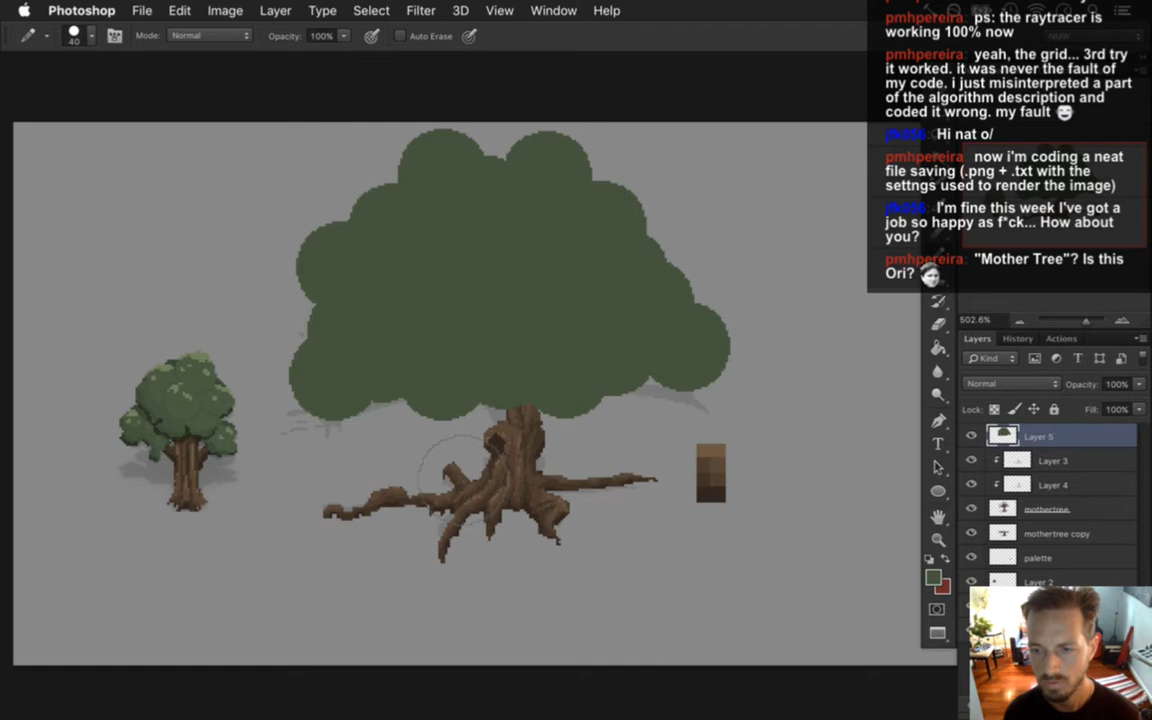 Photoshop File Edit Image Layer Type Select Filter 3D View Window Help
40 Mode: Normal Opacity: 100% Auto Erase
pmhpereira: ps: the raytracer is
working 100% now
pmhpereira: yeah, the grid... 3rd try
it worked. it was never the fault of
my code. i just misinterpreted a part
of the algorithm description and
coded it wrong. my fault
jfk056: Hi nat o/
pmhpereira: now i'm coding a neat
file saving (.png + .txt with the
settngs used to render the image)
jfk056: I'm fine this week I've got a
job so happy as f*ck... How about
you?
pmhpereira: "Mother Tree"? Is this
Ori?
502.6%
Layers History Actions
Kind
Normal Opacity: 100%
Lock: Fill: 100%
Layer 5
Layer 3
Layer 4
mothertree
mothertree copy
palette
Layer 2